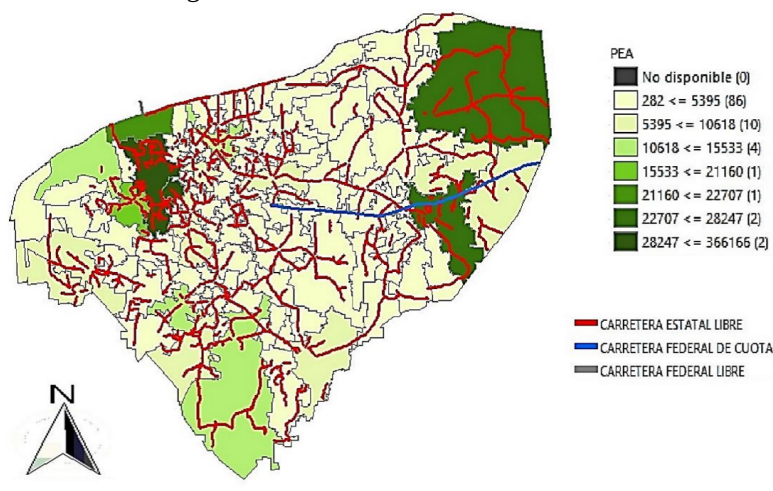 PEA
No disponible (0)
282 <= 5395 (86)
5395 <= 10618 (10)
10618 <= 15533 (4)
15533 <= 21160 (1)
21160 <= 22707 (1)
22707 <= 28247 (2)
28247 <= 366166 (2)
CARRETERA ESTATAL LIBRE
CARRETERA FEDERAL DE CUOTA
CARRETERA FEDERAL LIBRE
N